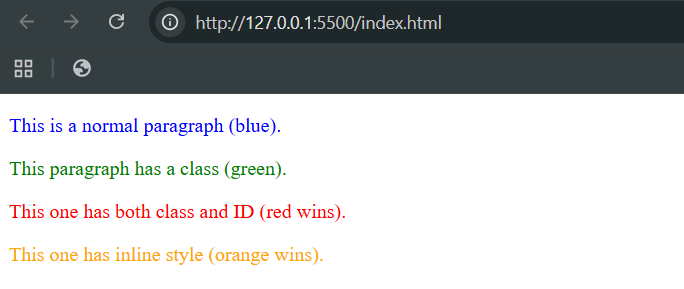 http://127.0.0.1:5500/index.html
This is a normal paragraph (blue).
This paragraph has a class (green).
This one has both class and ID (red wins).
This one has inline style (orange wins).